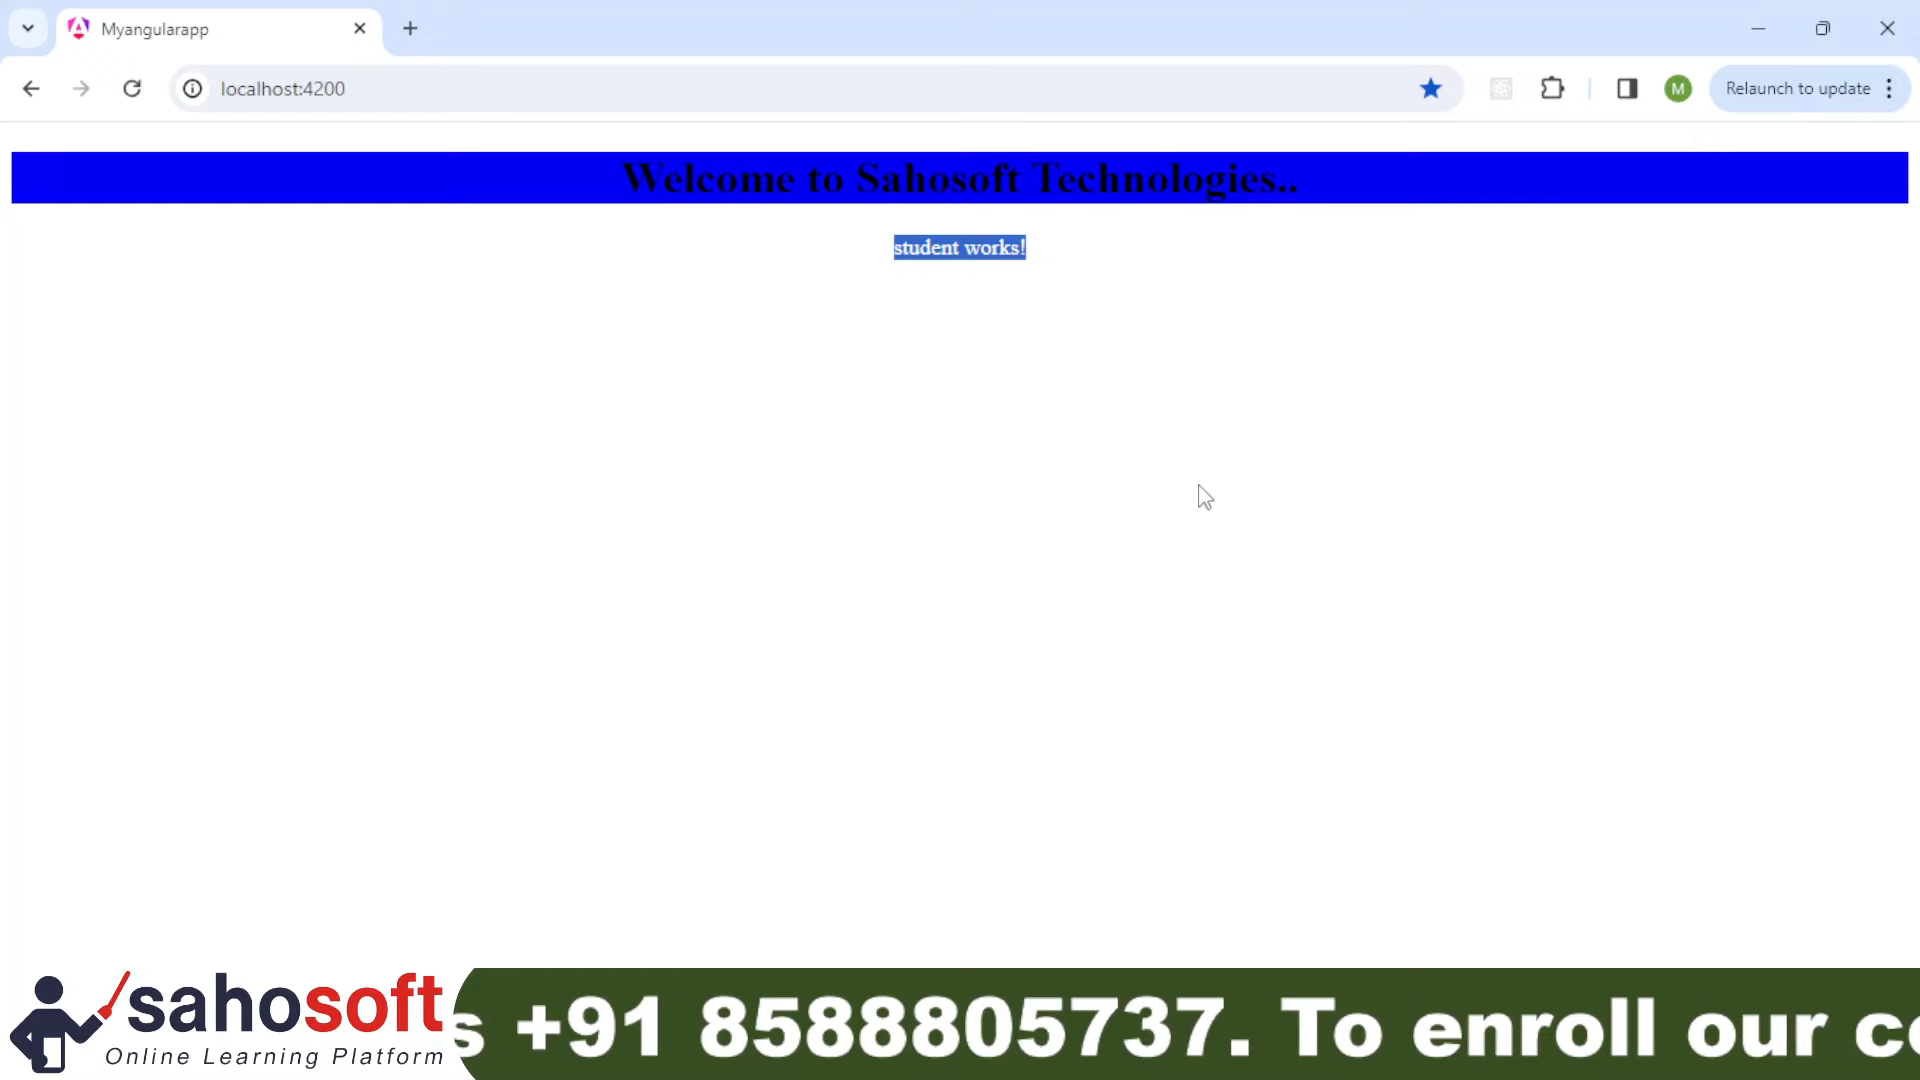 Myangularapp
localhost:4200
M
Relaunch to update
Welcome to Sahosoft Technologies..
student works!
sahosoft
Online Learning Platform
s +91 8588805737. To enroll our co